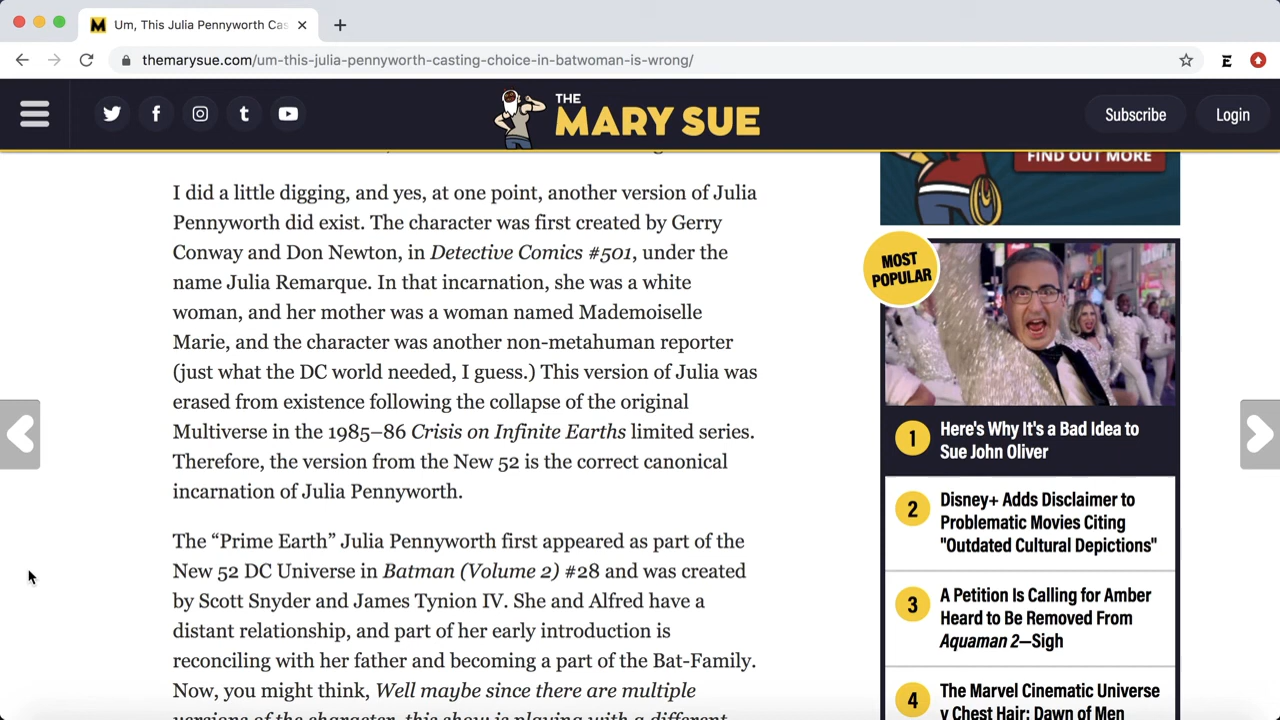 Um, This Julia Pennyworth Cas
themarysue.com/um-this-julia-pennyworth-casting-choice-in-batwoman-is-wrong/
THE
MARY SUE
Subscribe
Login
I did a little digging, and yes, at one point, another version of Julia
Pennyworth did exist. The character was first created by Gerry
Conway and Don Newton, in Detective Comics #501, under the
name Julia Remarque. In that incarnation, she was a white
woman, and her mother was a woman named Mademoiselle
Marie, and the character was another non-metahuman reporter
(just what the DC world needed, I guess.) This version of Julia was
erased from existence following the collapse of the original
Multiverse in the 1985–86 Crisis on Infinite Earths limited series.
Therefore, the version from the New 52 is the correct canonical
incarnation of Julia Pennyworth.
The “Prime Earth” Julia Pennyworth first appeared as part of the
New 52 DC Universe in Batman (Volume 2) #28 and was created
by Scott Snyder and James Tynion IV. She and Alfred have a
distant relationship, and part of her early introduction is
reconciling with her father and becoming a part of the Bat-Family.
Now, you might think, Well maybe since there are multiple
versions of the character, this show is playing with a different
FIND OUT MORE
MOST
POPULAR
1
Here's Why It's a Bad Idea to
Sue John Oliver
2
Disney+ Adds Disclaimer to
Problematic Movies Citing
"Outdated Cultural Depictions"
3
A Petition Is Calling for Amber
Heard to Be Removed From
Aquaman 2—Sigh
4
The Marvel Cinematic Universe
v Chest Hair: Dawn of Men